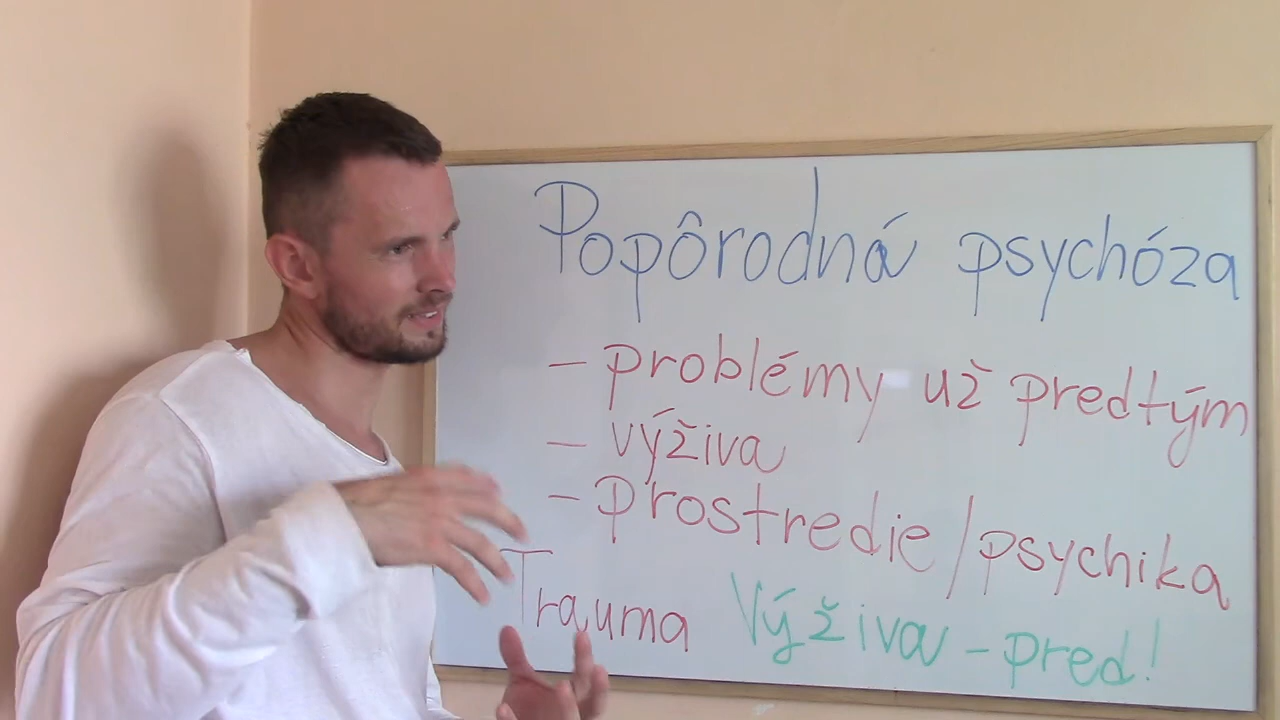 Popôrodná psychóza
- problémy už predtým
- výživa
- prostredie/psychika
Trauma Výživa - pred!